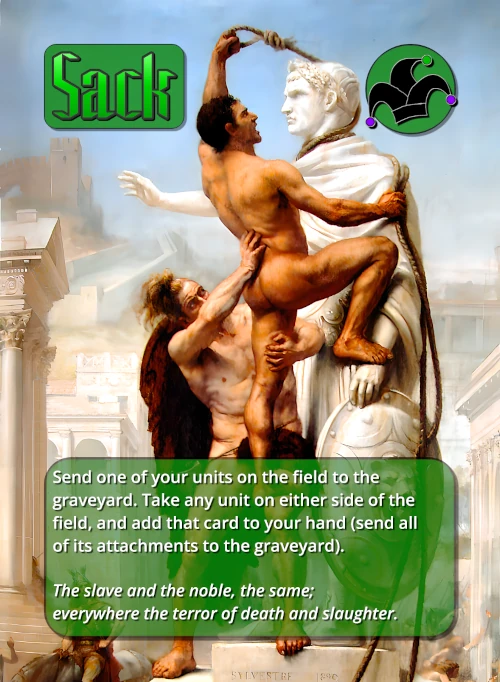 Sack
Send one of your units on the field to the
graveyard. Take any unit on either side of the
field, and add that card to your hand (send all
of its attachments to the graveyard).
The slave and the noble, the same;
everywhere the terror of death and slaughter.
SYLVESTRE 1890